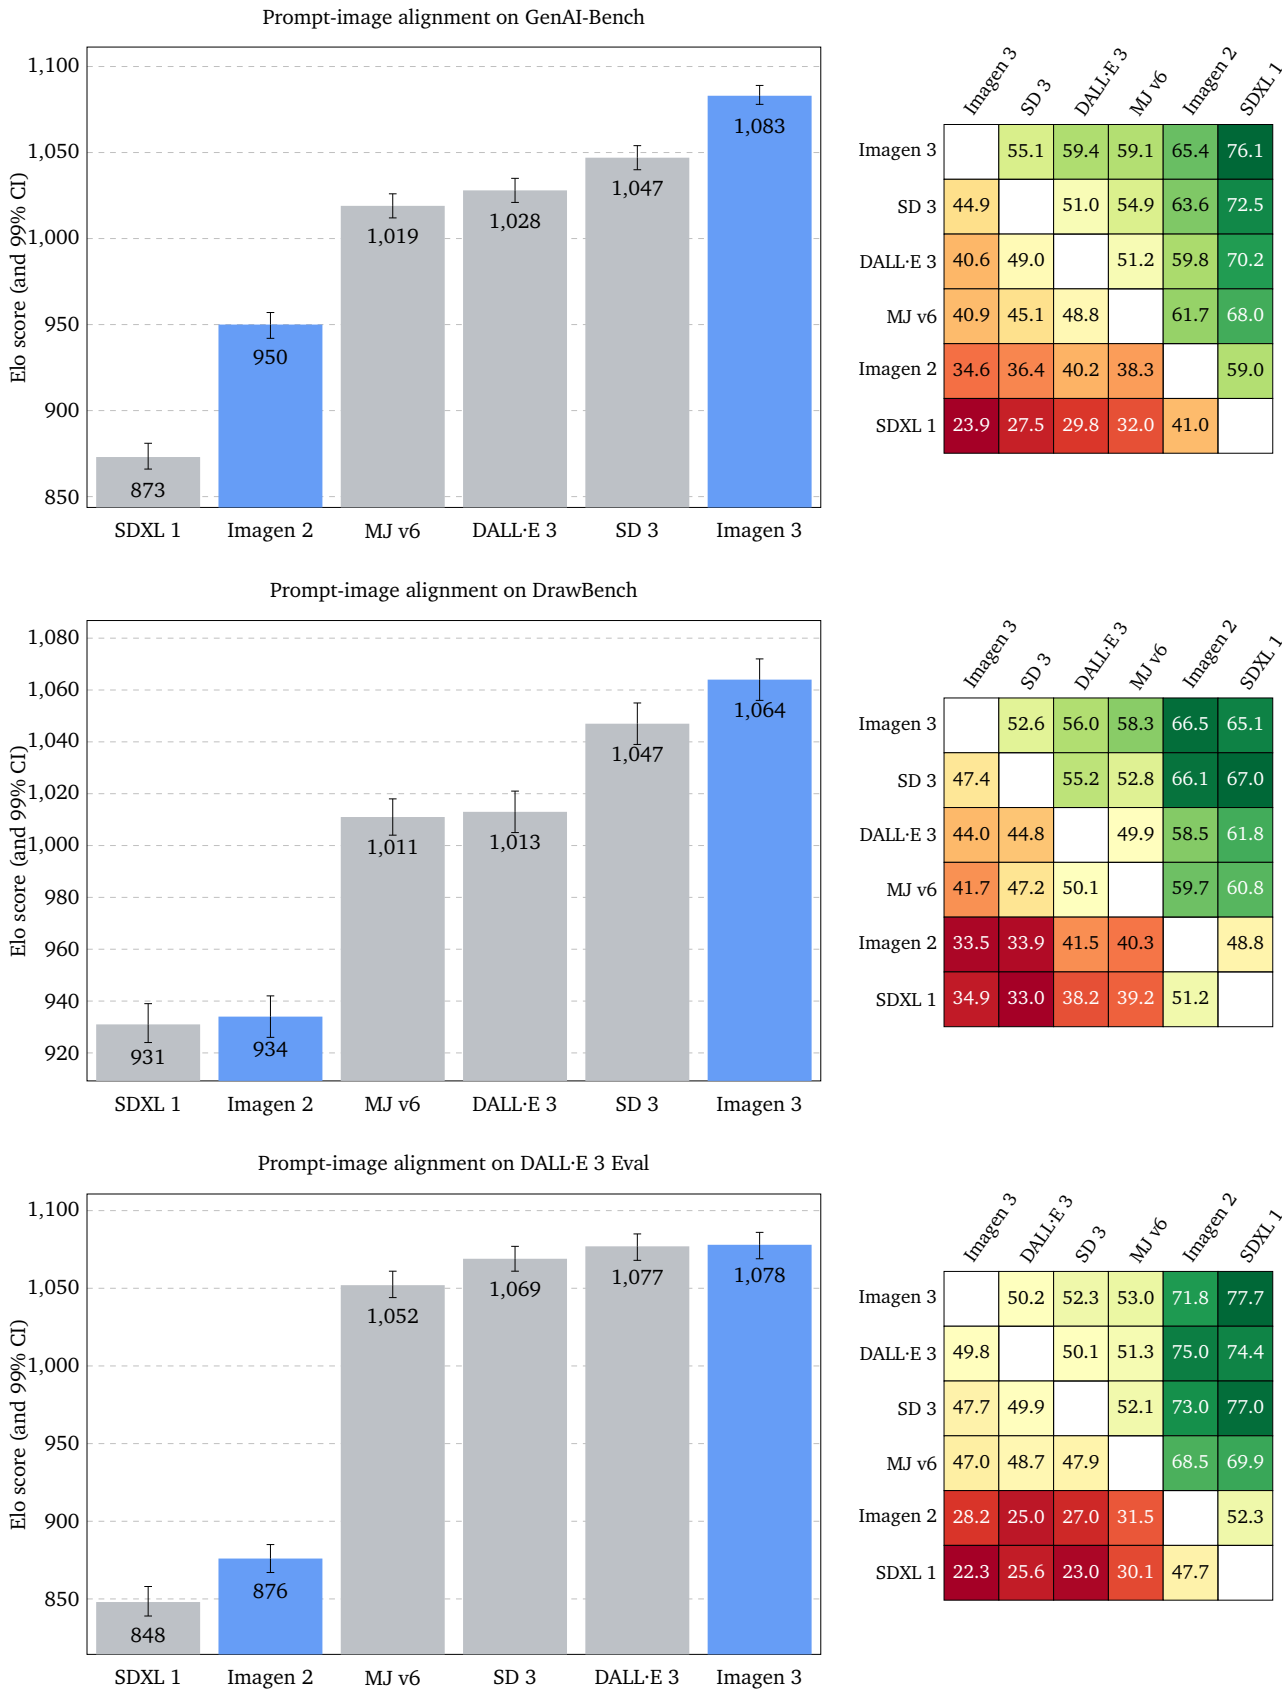 Prompt-image alignment on GenAI-Bench
Elo score (and 99% CI)
1,100
1,050
1,000
950
900
850
873
950
1,019
1,028
1,047
1,083
SDXL 1 Imagen 2 MJ v6 DALL·E 3 SD 3 Imagen 3
Imagen 3 SD 3 DALL·E 3 MJ v6 Imagen 2 SDXL 1
Imagen 3 55.1 59.4 59.1 65.4 76.1
SD 3 44.9 51.0 54.9 63.6 72.5
DALL·E 3 40.6 49.0 51.2 59.8 70.2
MJ v6 40.9 45.1 48.8 61.7 68.0
Imagen 2 34.6 36.4 40.2 38.3 59.0
SDXL 1 23.9 27.5 29.8 32.0 41.0
Prompt-image alignment on DrawBench
Elo score (and 99% CI)
1,080
1,060
1,040
1,020
1,000
980
960
940
920
931
934
1,011
1,013
1,047
1,064
SDXL 1 Imagen 2 MJ v6 DALL·E 3 SD 3 Imagen 3
Imagen 3 SD 3 DALL·E 3 MJ v6 Imagen 2 SDXL 1
Imagen 3 52.6 56.0 58.3 66.5 65.1
SD 3 47.4 55.2 52.8 66.1 67.0
DALL·E 3 44.0 44.8 49.9 58.5 61.8
MJ v6 41.7 47.2 50.1 59.7 60.8
Imagen 2 33.5 33.9 41.5 40.3 48.8
SDXL 1 34.9 33.0 38.2 39.2 51.2
Prompt-image alignment on DALL·E 3 Eval
Elo score (and 99% CI)
1,100
1,050
1,000
950
900
850
848
876
1,052
1,069
1,077
1,078
SDXL 1 Imagen 2 MJ v6 SD 3 DALL·E 3 Imagen 3
Imagen 3 DALL·E 3 SD 3 MJ v6 Imagen 2 SDXL 1
Imagen 3 50.2 52.3 53.0 71.8 77.7
DALL·E 3 49.8 50.1 51.3 75.0 74.4
SD 3 47.7 49.9 52.1 73.0 77.0
MJ v6 47.0 48.7 47.9 68.5 69.9
Imagen 2 28.2 25.0 27.0 31.5 52.3
SDXL 1 22.3 25.6 23.0 30.1 47.7